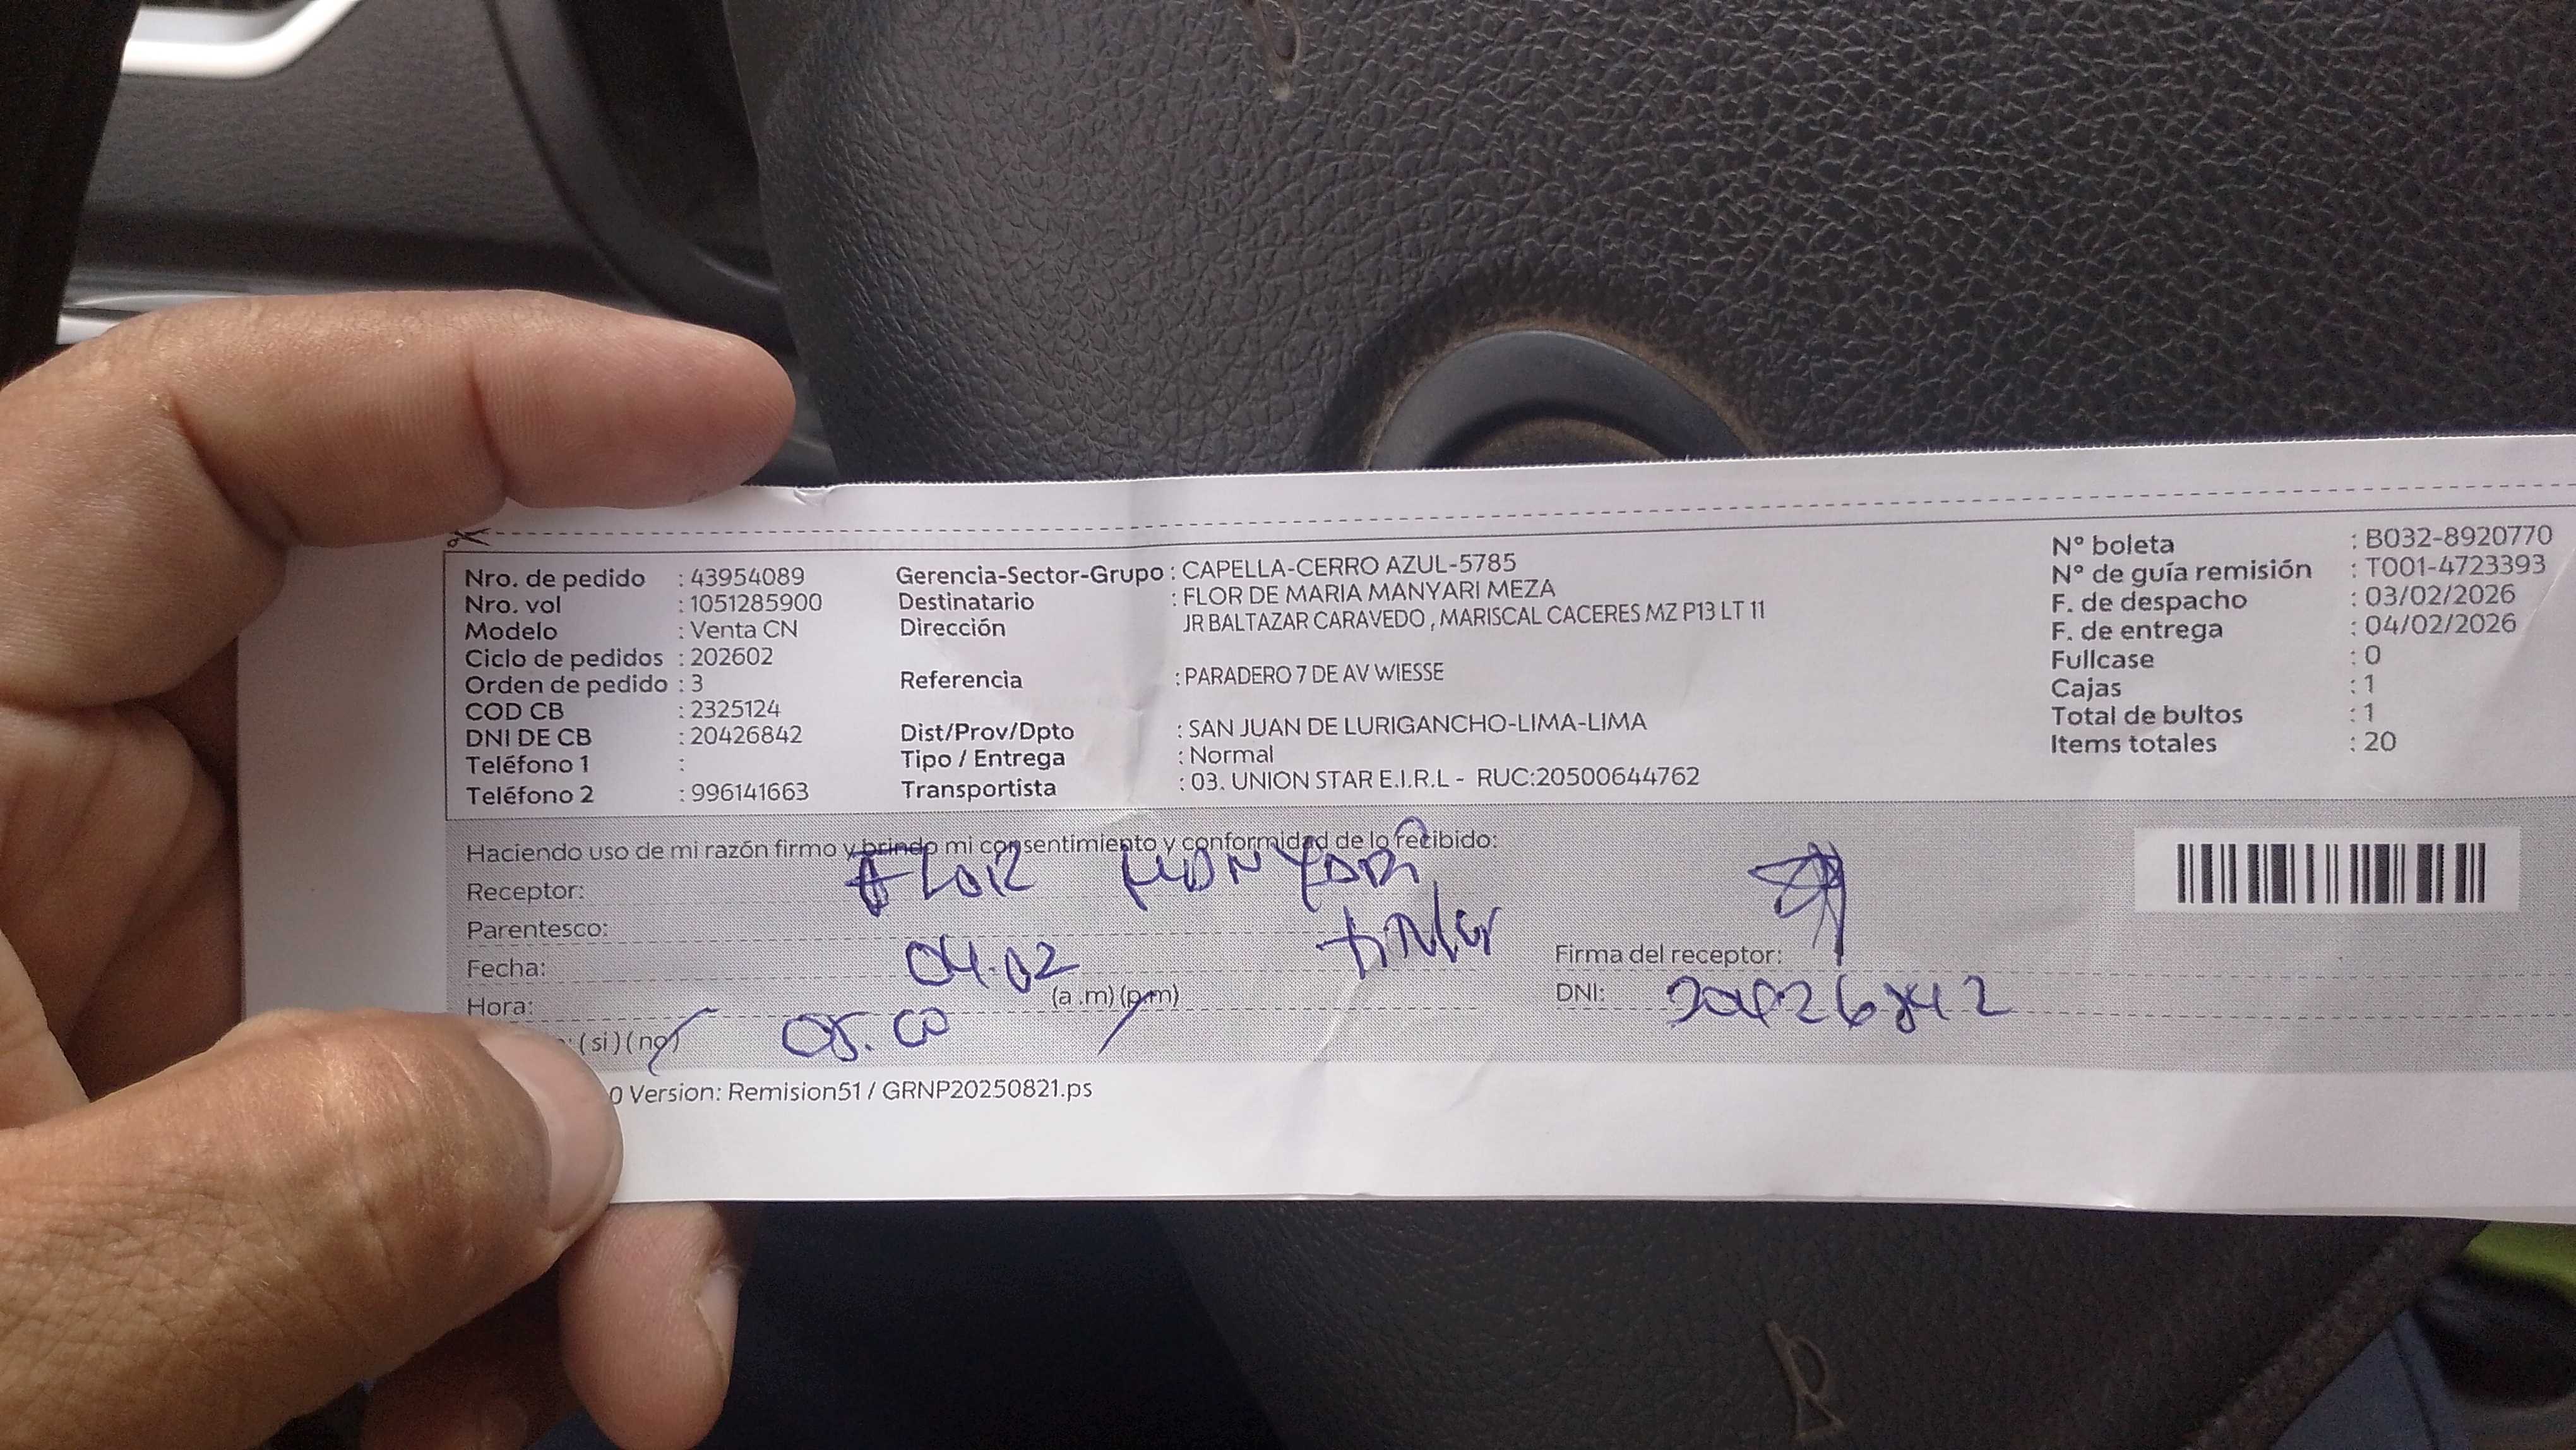 Nro. de pedido : 43954089
Nro. vol : 1051285900
Modelo : Venta CN
Ciclo de pedidos : 202602
Orden de pedido : 3
COD CB : 2325124
DNI DE CB : 20426842
Teléfono 1 :
Teléfono 2 : 996141663
Gerencia-Sector-Grupo : CAPELLA-CERRO AZUL-5785
Destinatario : FLOR DE MARIA MANYARI MEZA
Dirección JR BALTAZAR CARAVEDO , MARISCAL CACERES MZ P13 LT 11
Referencia : PARADERO 7 DE AV WIESSE
Dist/Prov/Dpto : SAN JUAN DE LURIGANCHO-LIMA-LIMA
Tipo / Entrega : Normal
Transportista : 03. UNION STAR E.I.R.L - RUC:20500644762
N° boleta : B032-8920770
N° de guía remisión : T001-4723393
F. de despacho : 03/02/2026
F. de entrega : 04/02/2026
Fullcase : 0
Cajas : 1
Total de bultos : 1
Items totales : 20
Haciendo uso de mi razón firmo y brindo mi consentimiento y conformidad de lo recibido:
Receptor: FLOR MANYARI
Parentesco: titular
Fecha: 04.02
Hora: 05.00 (a .m) (p.m)
: ( si ) ( no )
Firma del receptor:
DNI: 20426842
0 Version: Remision51 / GRNP20250821.ps